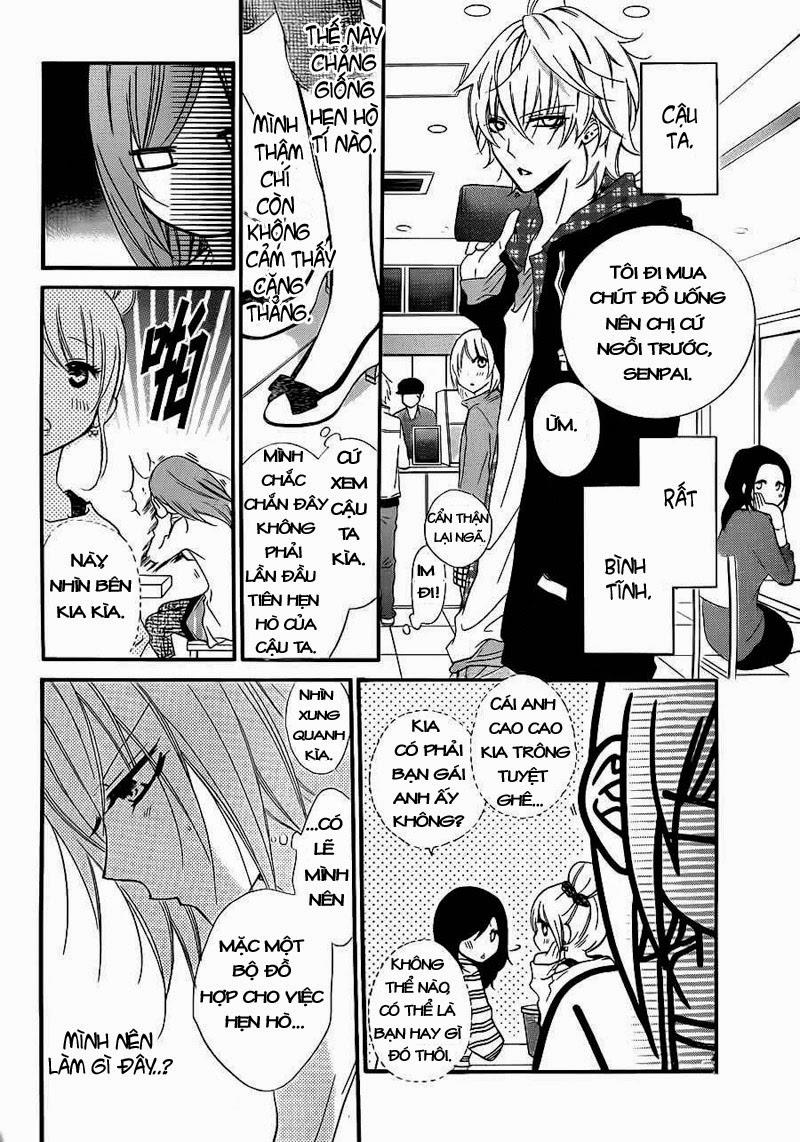 CẬU
TA.
TÔI ĐI MUA
CHÚT ĐỒ UỐNG
NÊN CHỊ CỨ
NGỒI TRƯỚC,
SENPAI.
ỪM.
RẤT
BÌNH
TĨNH.
CẨN THẬN
LẠI NGÃ.
IM
ĐI!
THẾ NÀY
CHẲNG
GIỐNG
HẸN HÒ
TÍ NÀO.
MÌNH
THẬM
CHÍ
CÒN
KHÔNG
CẢM THẤY
CĂNG
THẲNG.
CỨ
XEM
CẬU
TA
KÌA.
MÌNH
CHẮC
CHẮN ĐÂY
KHÔNG
PHẢI
LẦN ĐẦU
TIÊN HẸN
HÒ CỦA
CẬU TA.
NÀY,
NHÌN BÊN
KIA KÌA.
CÁI ANH
CAO CAO
KIA TRÔNG
TUYỆT
GHÊ...
KIA
CÓ PHẢI
BẠN GÁI
ANH ẤY
KHÔNG?
KHÔNG
THỂ NÀO,
CÓ THỂ LÀ
BẠN HAY GÌ
ĐÓ THÔI.
NHÌN
XUNG
QUANH
KÌA.
...CÓ
LẼ
MÌNH
NÊN
MẶC MỘT
BỘ ĐỒ
HỢP CHO VIỆC
HẸN HÒ...
MÌNH NÊN
LÀM GÌ ĐÂY..?